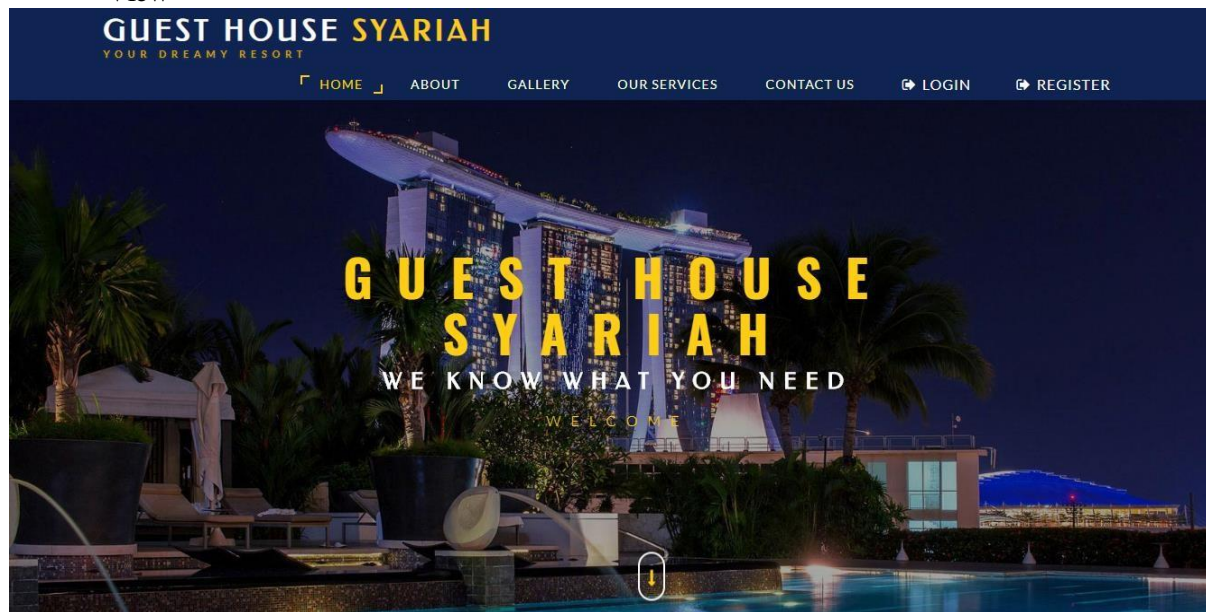 GUEST HOUSE SYARIAH
YOUR DREAMY RESORT
HOME ABOUT GALLERY OUR SERVICES CONTACT US LOGIN REGISTER
GUEST HOUSE
SYARIAH
WE KNOW WHAT YOU NEED
WELCOME